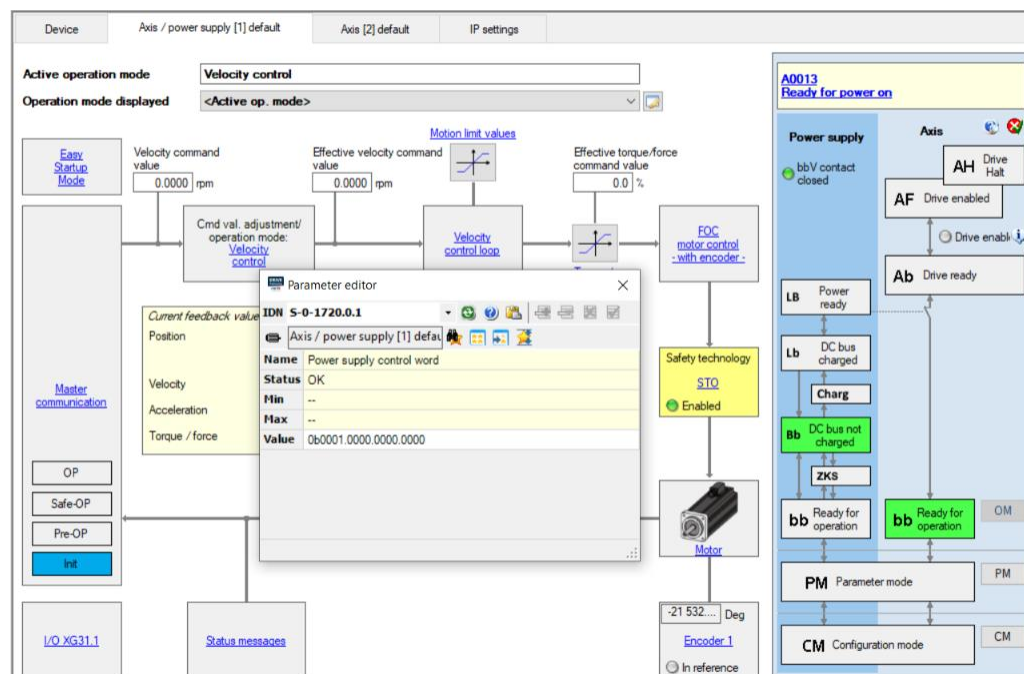 Device
Axis / power supply [1] default
Axis [2] default
IP settings
Active operation mode
Velocity control
Operation mode displayed
<Active op. mode>
A0013
Ready for power on
Easy
Startup
Mode
Velocity command
value
0.0000 rpm
Effective velocity command
value
0.0000 rpm
Motion limit values
Effective torque/force
command value
0.0 %
Cmd val. adjustment/
operation mode:
Velocity
control
Velocity
control loop
FOC
motor control
- with encoder -
Power supply
bbV contact
closed
Axis
AH Drive
Halt
AF Drive enabled
Ab Drive ready
LB Power
ready
Lb DC bus
charged
Charg
Bb DC bus not
charged
ZKS
bb Ready for
operation
bb Ready for
operation
OM
PM Parameter mode
PM
CM Configuration mode
CM
Current feedback value
Position
Velocity
Acceleration
Torque / force
Parameter editor
IDN S-0-1720.0.1
Axis / power supply [1] defau
Name Power supply control word
Status OK
Min --
Max --
Value 0b0001.0000.0000.0000
Safety technology
STO
Enabled
Motor
-21 532.... Deg
Encoder 1
In reference
Master
communication
OP
Safe-OP
Pre-OP
Init
I/O XG31.1
Status messages